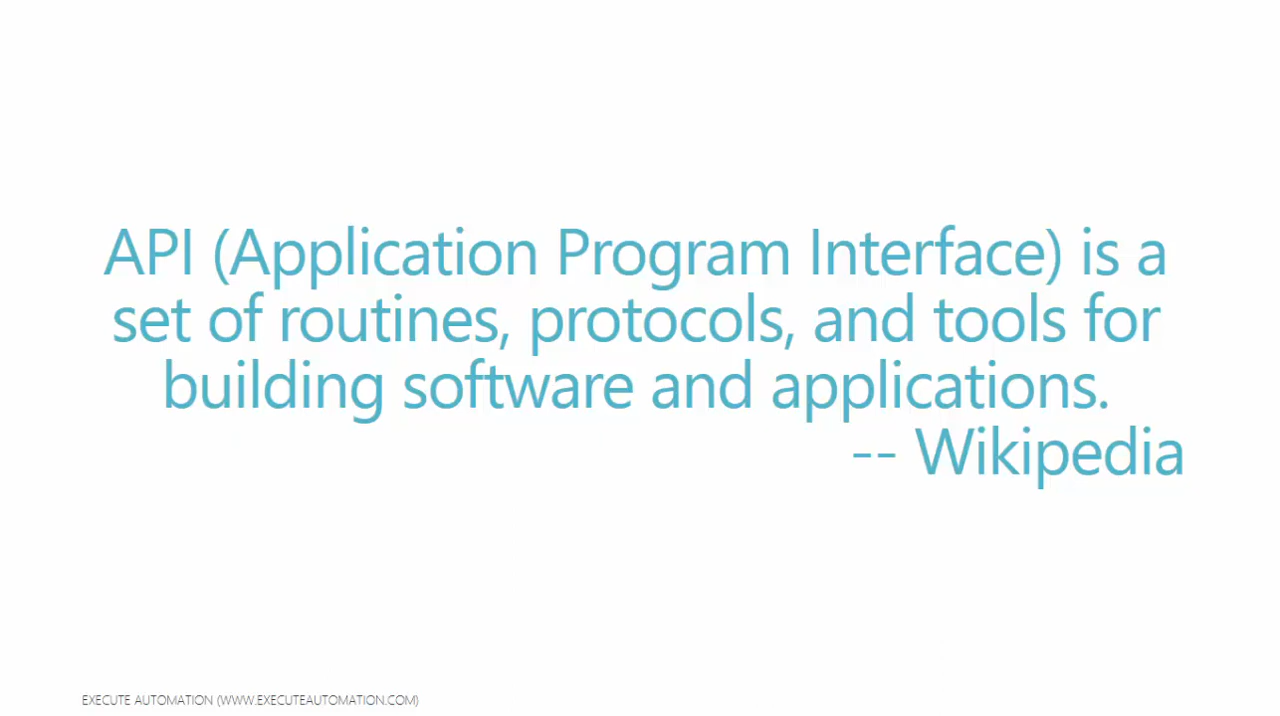 API (Application Program Interface) is a
set of routines, protocols, and tools for
building software and applications.
-- Wikipedia
EXECUTE AUTOMATION (WWW.EXECUTEAUTOMATION.COM)